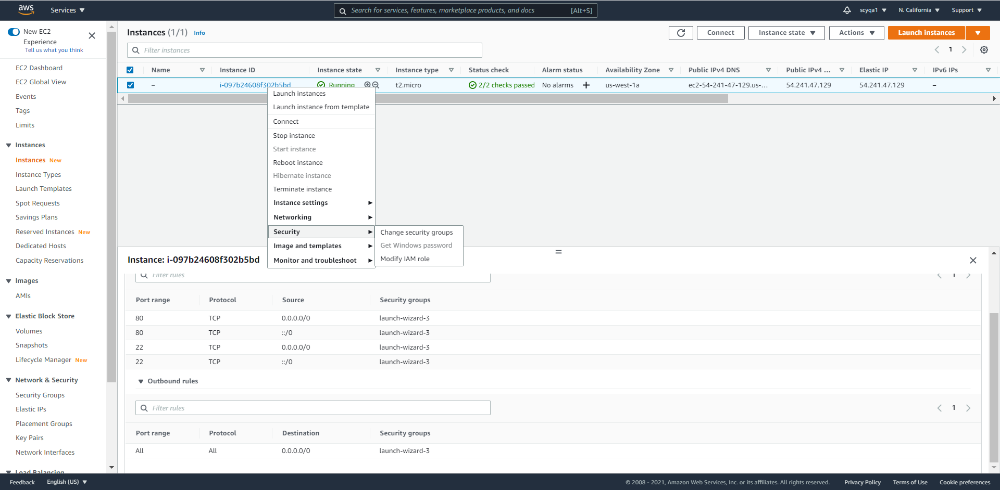 aws
Services
Search for services, features, marketplace products, and docs
[Alt+S]
scyqa1
N. California
Support
New EC2
Experience
Tell us what you think
EC2 Dashboard
EC2 Global View
Events
Tags
Limits
Instances
Instances New
Instance Types
Launch Templates
Spot Requests
Savings Plans
Reserved Instances New
Dedicated Hosts
Capacity Reservations
Images
AMIs
Elastic Block Store
Volumes
Snapshots
Lifecycle Manager New
Network & Security
Security Groups
Elastic IPs
Placement Groups
Key Pairs
Network Interfaces
Load Balancing
Instances (1/1) Info
Connect
Instance state
Actions
Launch instances
Filter instances
1
Name Instance ID Instance state Instance type Status check Alarm status Availability Zone Public IPv4 DNS Public IPv4 ... Elastic IP IPv6 IPs
– i-097b24608f302b5bd Running t2.micro 2/2 checks passed No alarms + us-west-1a ec2-54-241-47-129.us-... 54.241.47.129 54.241.47.129 –
Launch instances
Launch instance from template
Connect
Stop instance
Start instance
Reboot instance
Hibernate instance
Terminate instance
Instance settings
Networking
Security
Image and templates
Monitor and troubleshoot
Change security groups
Get Windows password
Modify IAM role
Instance: i-097b24608f302b5bd
Filter rules
1
Port range Protocol Source Security groups
80 TCP 0.0.0.0/0 launch-wizard-3
80 TCP ::/0 launch-wizard-3
22 TCP 0.0.0.0/0 launch-wizard-3
22 TCP ::/0 launch-wizard-3
Outbound rules
Filter rules
1
Port range Protocol Destination Security groups
All All 0.0.0.0/0 launch-wizard-3
Feedback
English (US)
© 2008 - 2021, Amazon Web Services, Inc. or its affiliates. All rights reserved.
Privacy Policy
Terms of Use
Cookie preferences